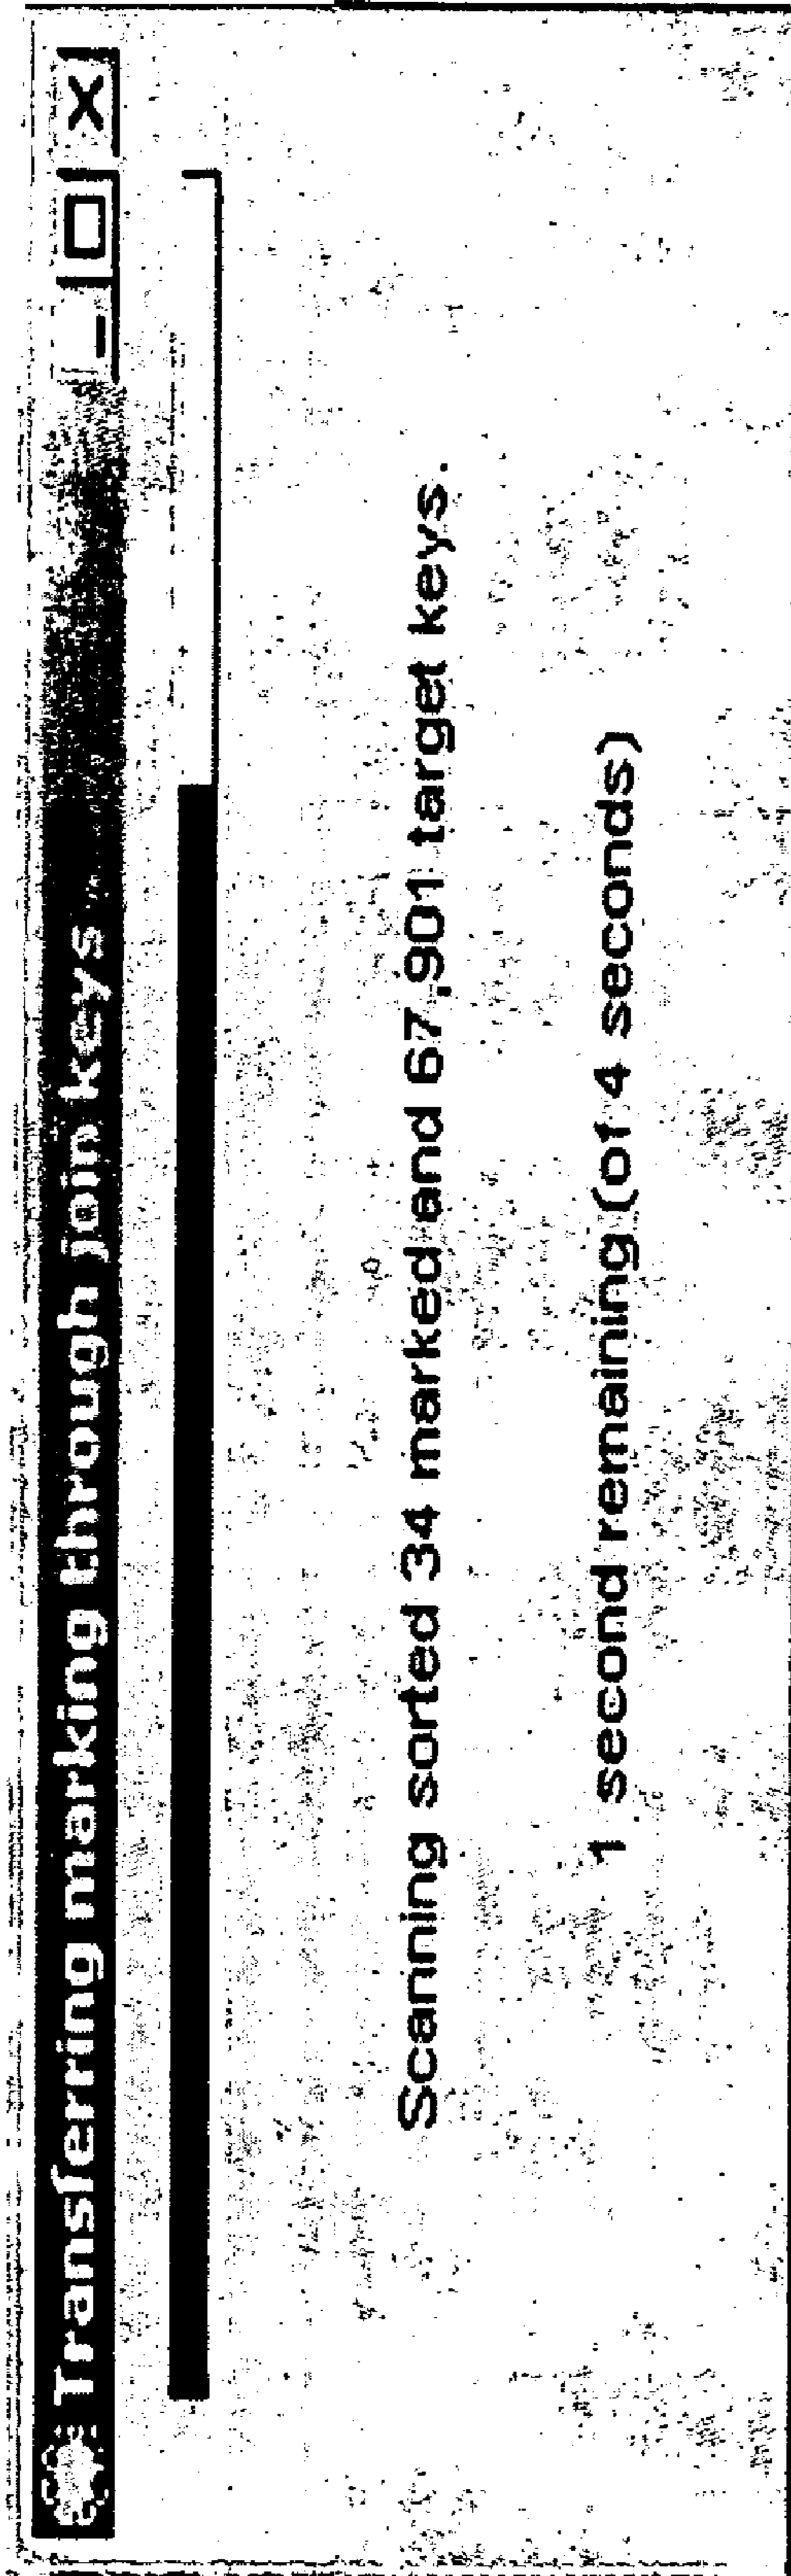 Transferring marking through join keys
Scanning sorted 34 marked and 67,901 target keys.
1 second remaining (of 4 seconds)